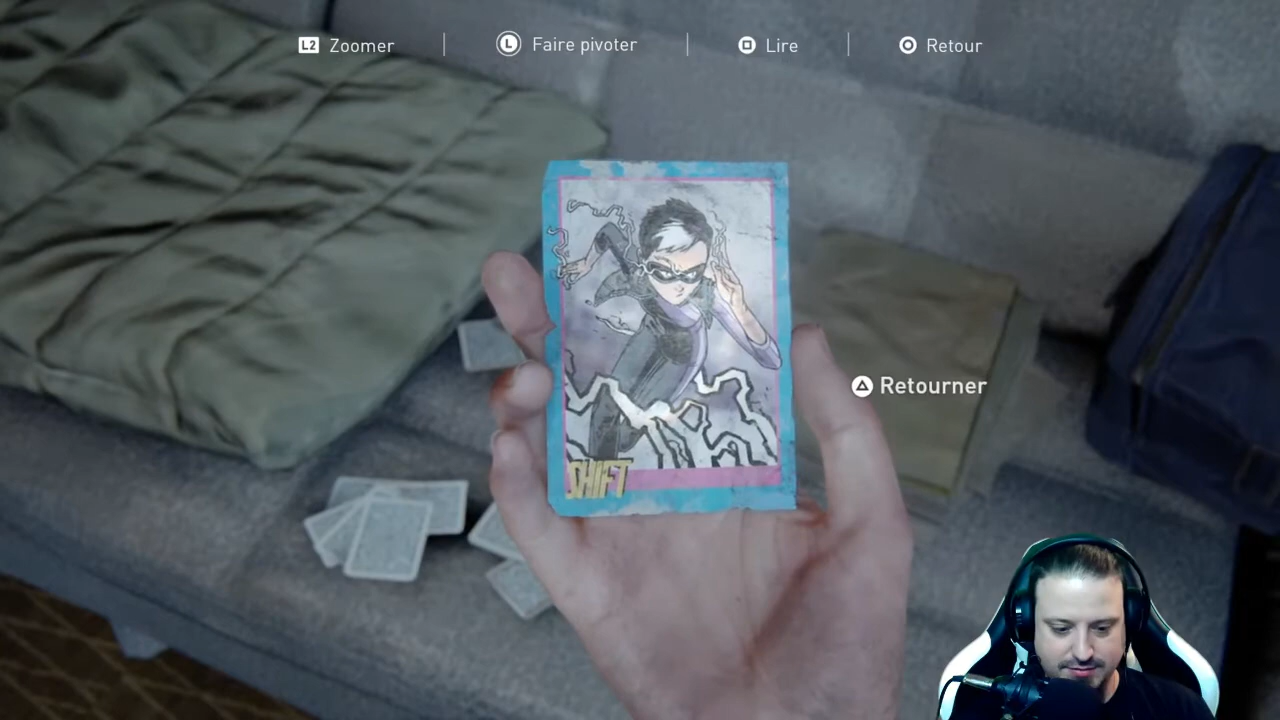 L2 Zoomer
L Faire pivoter
Lire
Retour
Retourner
SHIFT